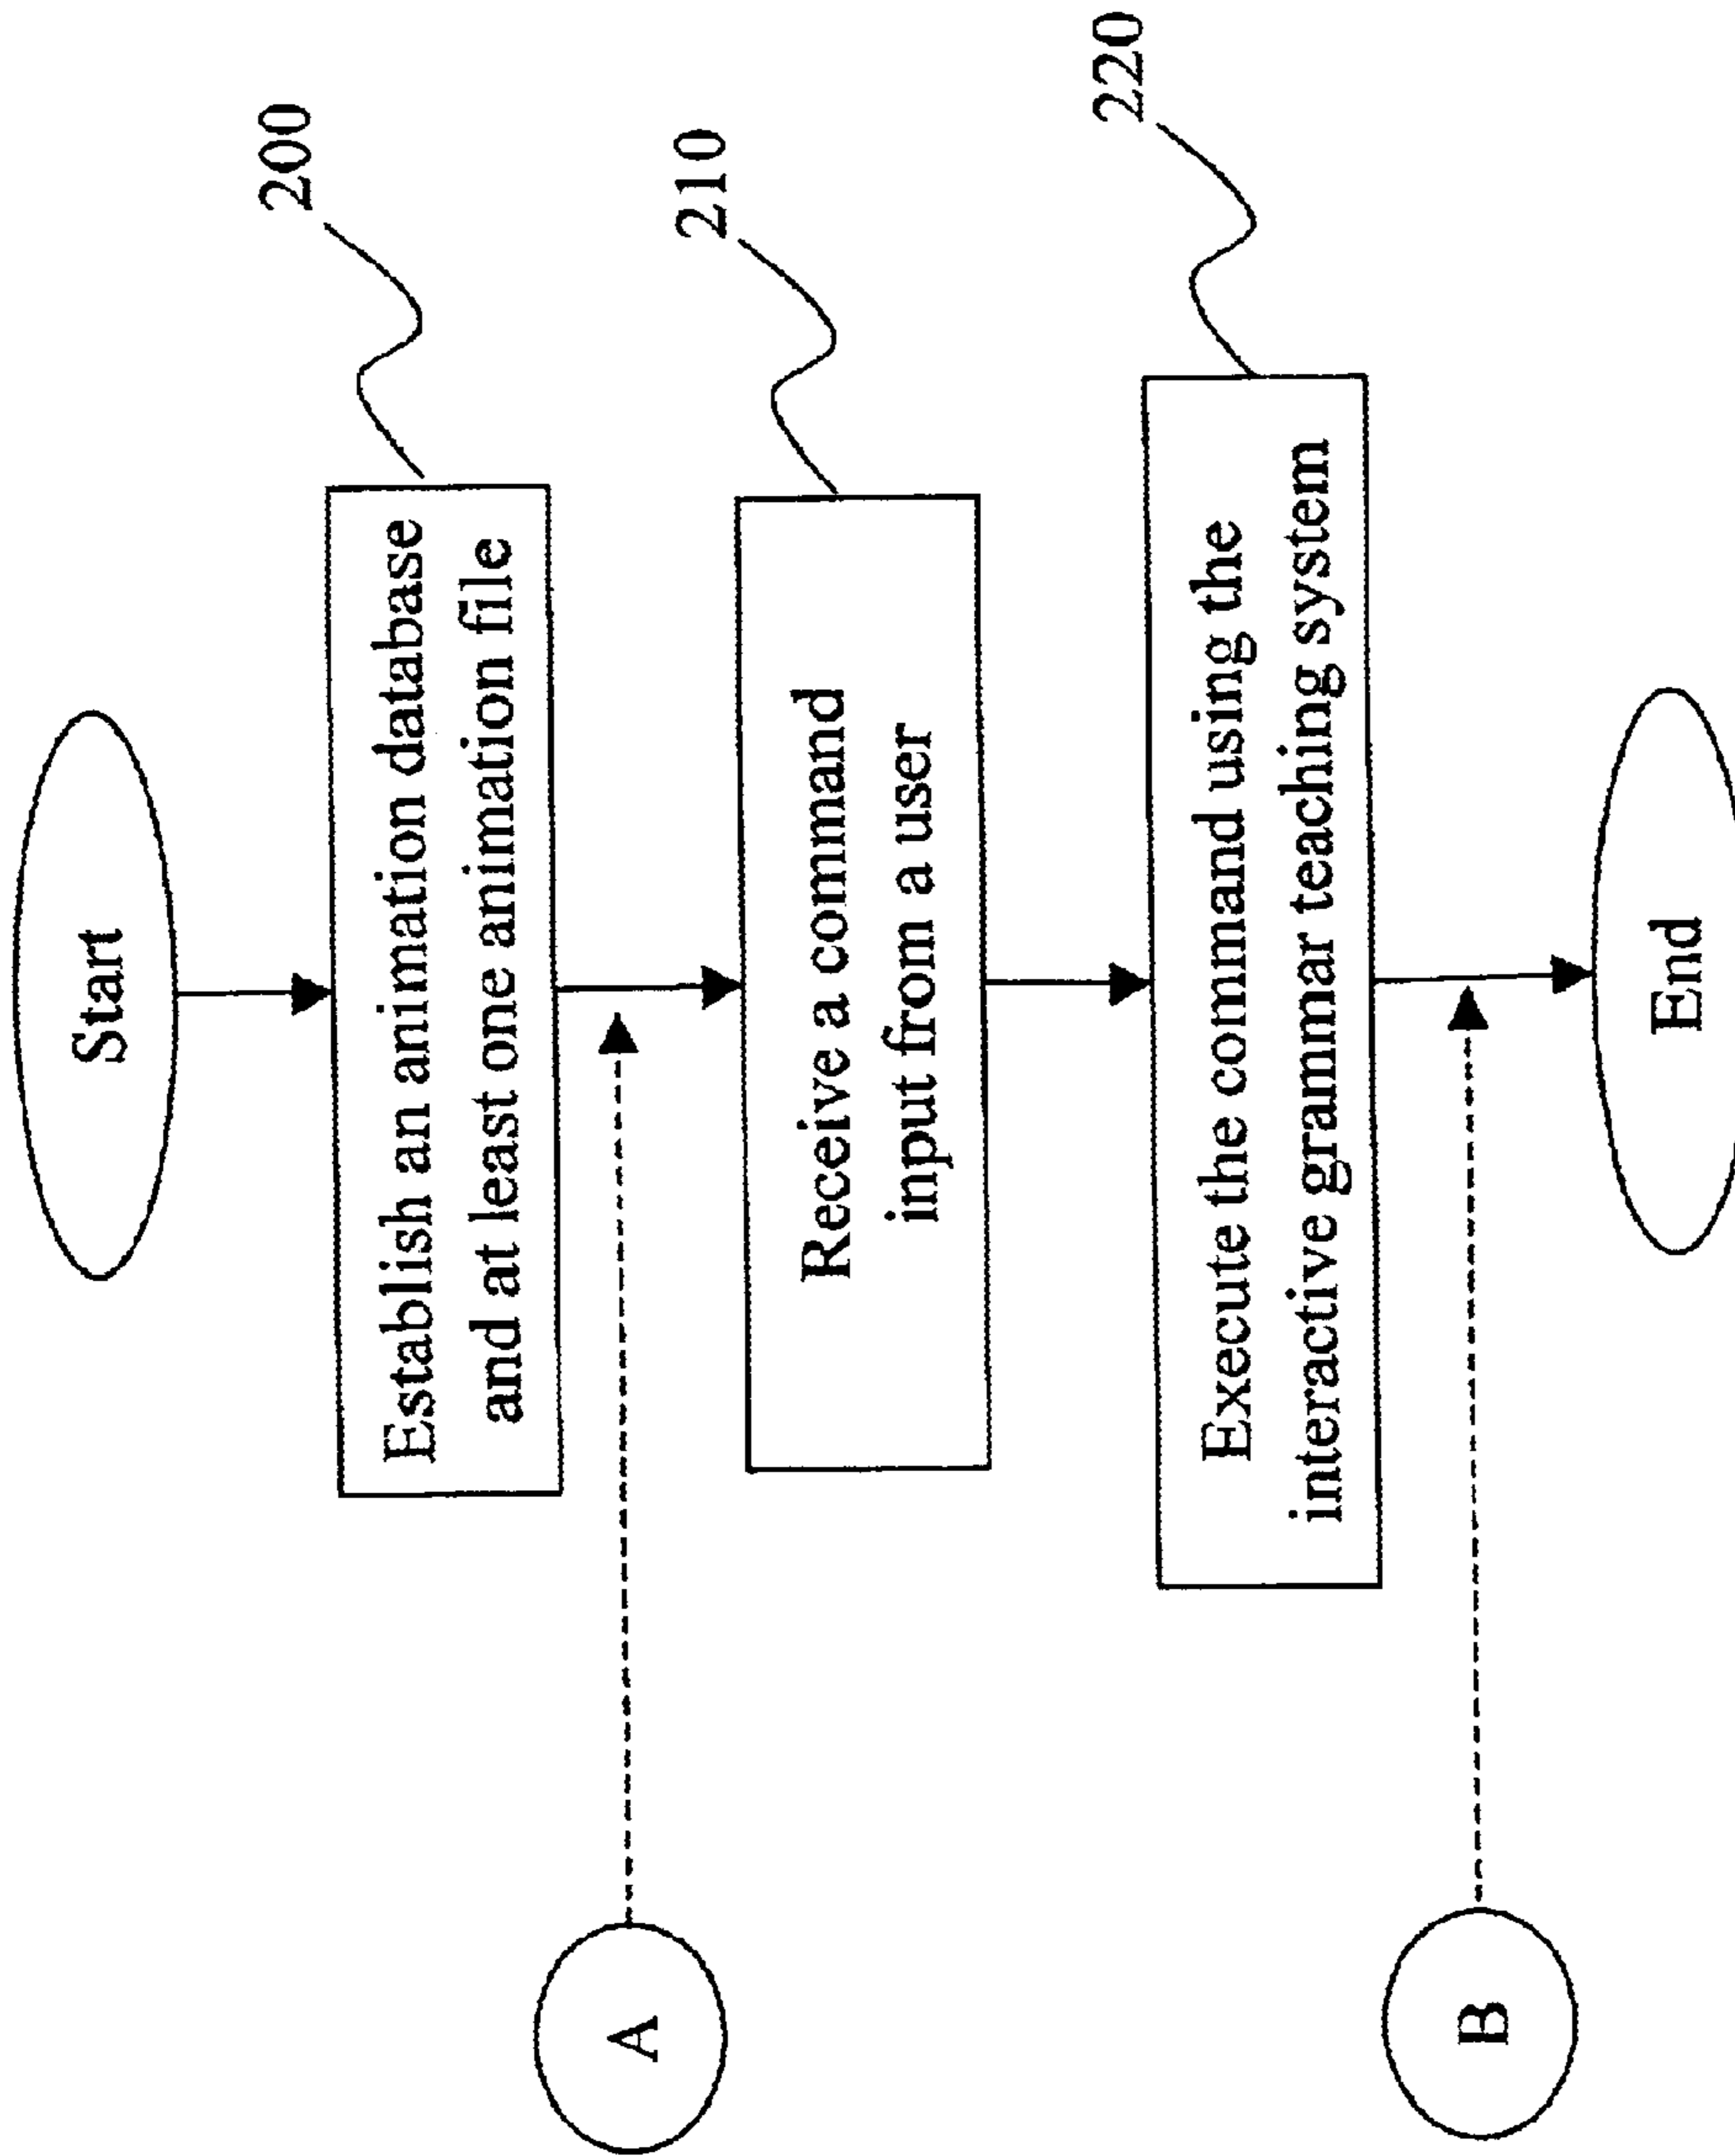 Start
200
Establish an animation database
and at least one animation file
A
210
Receive a command
input from a user
220
Execute the command using the
interactive grammar teaching system
B
End